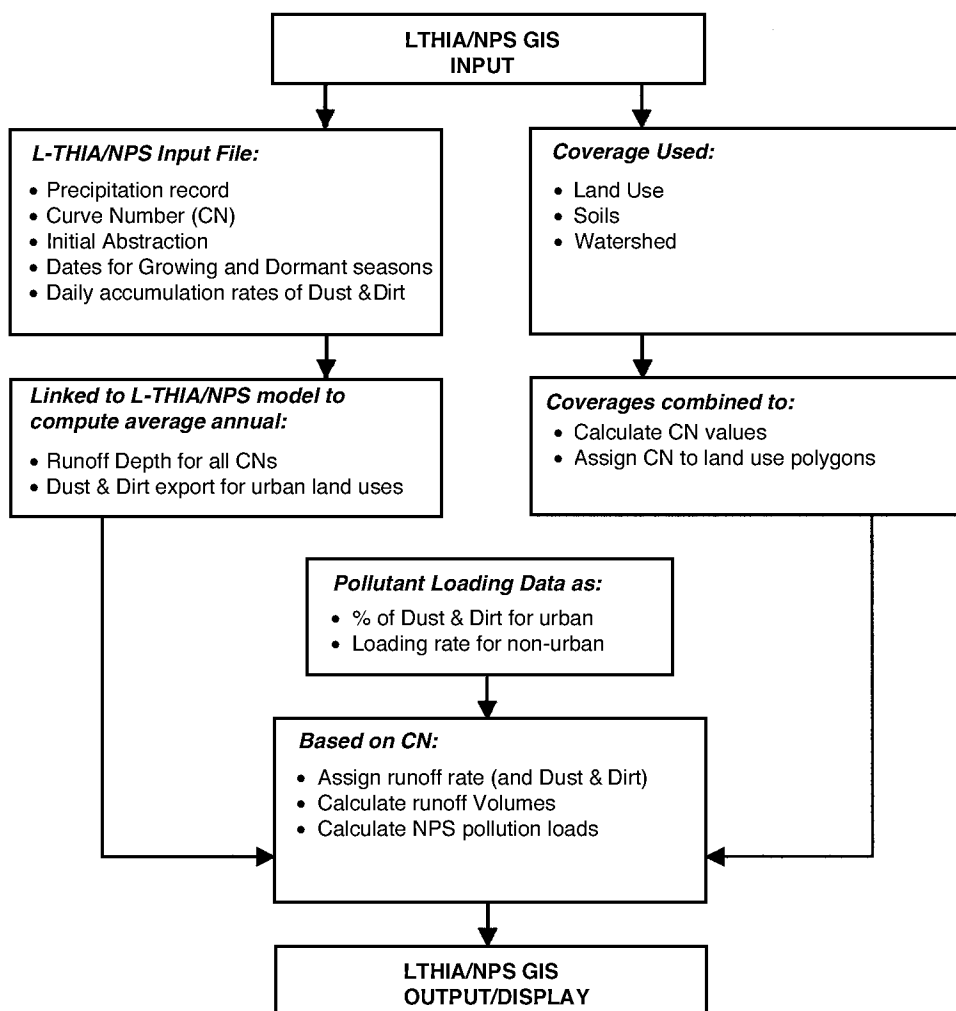 LTHIA/NPS GIS
INPUT
L-THIA/NPS Input File:
• Precipitation record
• Curve Number (CN)
• Initial Abstraction
• Dates for Growing and Dormant seasons
• Daily accumulation rates of Dust &Dirt
Coverage Used:
• Land Use
• Soils
• Watershed
Linked to L-THIA/NPS model to
compute average annual:
• Runoff Depth for all CNs
• Dust & Dirt export for urban land uses
Coverages combined to:
• Calculate CN values
• Assign CN to land use polygons
Pollutant Loading Data as:
• % of Dust & Dirt for urban
• Loading rate for non-urban
Based on CN:
• Assign runoff rate (and Dust & Dirt)
• Calculate runoff Volumes
• Calculate NPS pollution loads
LTHIA/NPS GIS
OUTPUT/DISPLAY